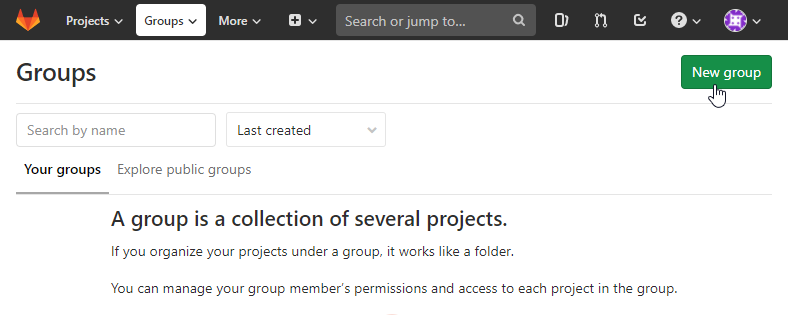 Projects Groups More Search or jump to...
Groups
New group
Search by name Last created
Your groups Explore public groups
A group is a collection of several projects.
If you organize your projects under a group, it works like a folder.
You can manage your group member’s permissions and access to each project in the group.